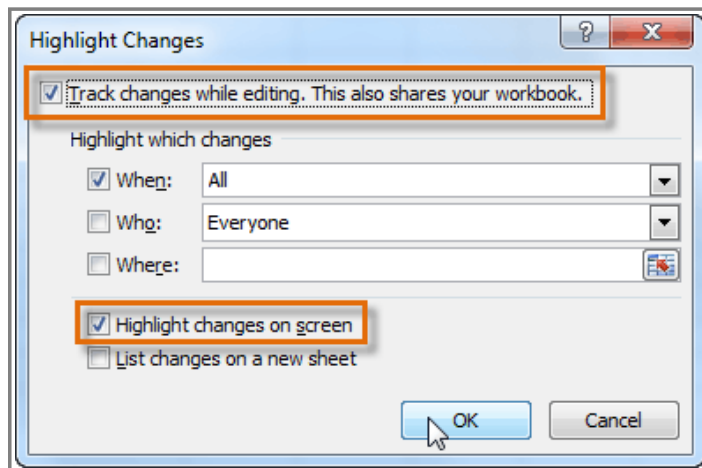 Highlight Changes
Track changes while editing. This also shares your workbook.
Highlight which changes
When: All
Who: Everyone
Where:
Highlight changes on screen
List changes on a new sheet
OK Cancel